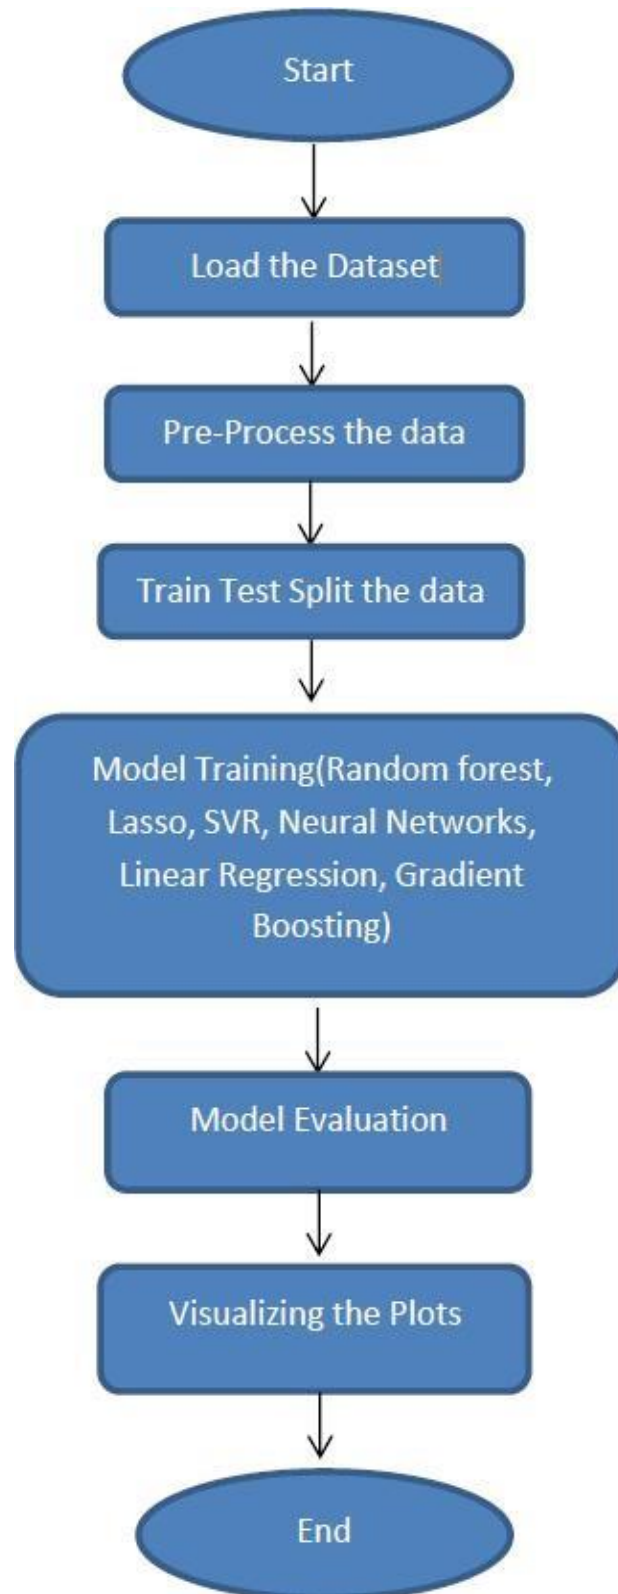 Start
Load the Dataset
Pre-Process the data
Train Test Split the data
Model Training(Random forest,
Lasso, SVR, Neural Networks,
Linear Regression, Gradient
Boosting)
Model Evaluation
Visualizing the Plots
End